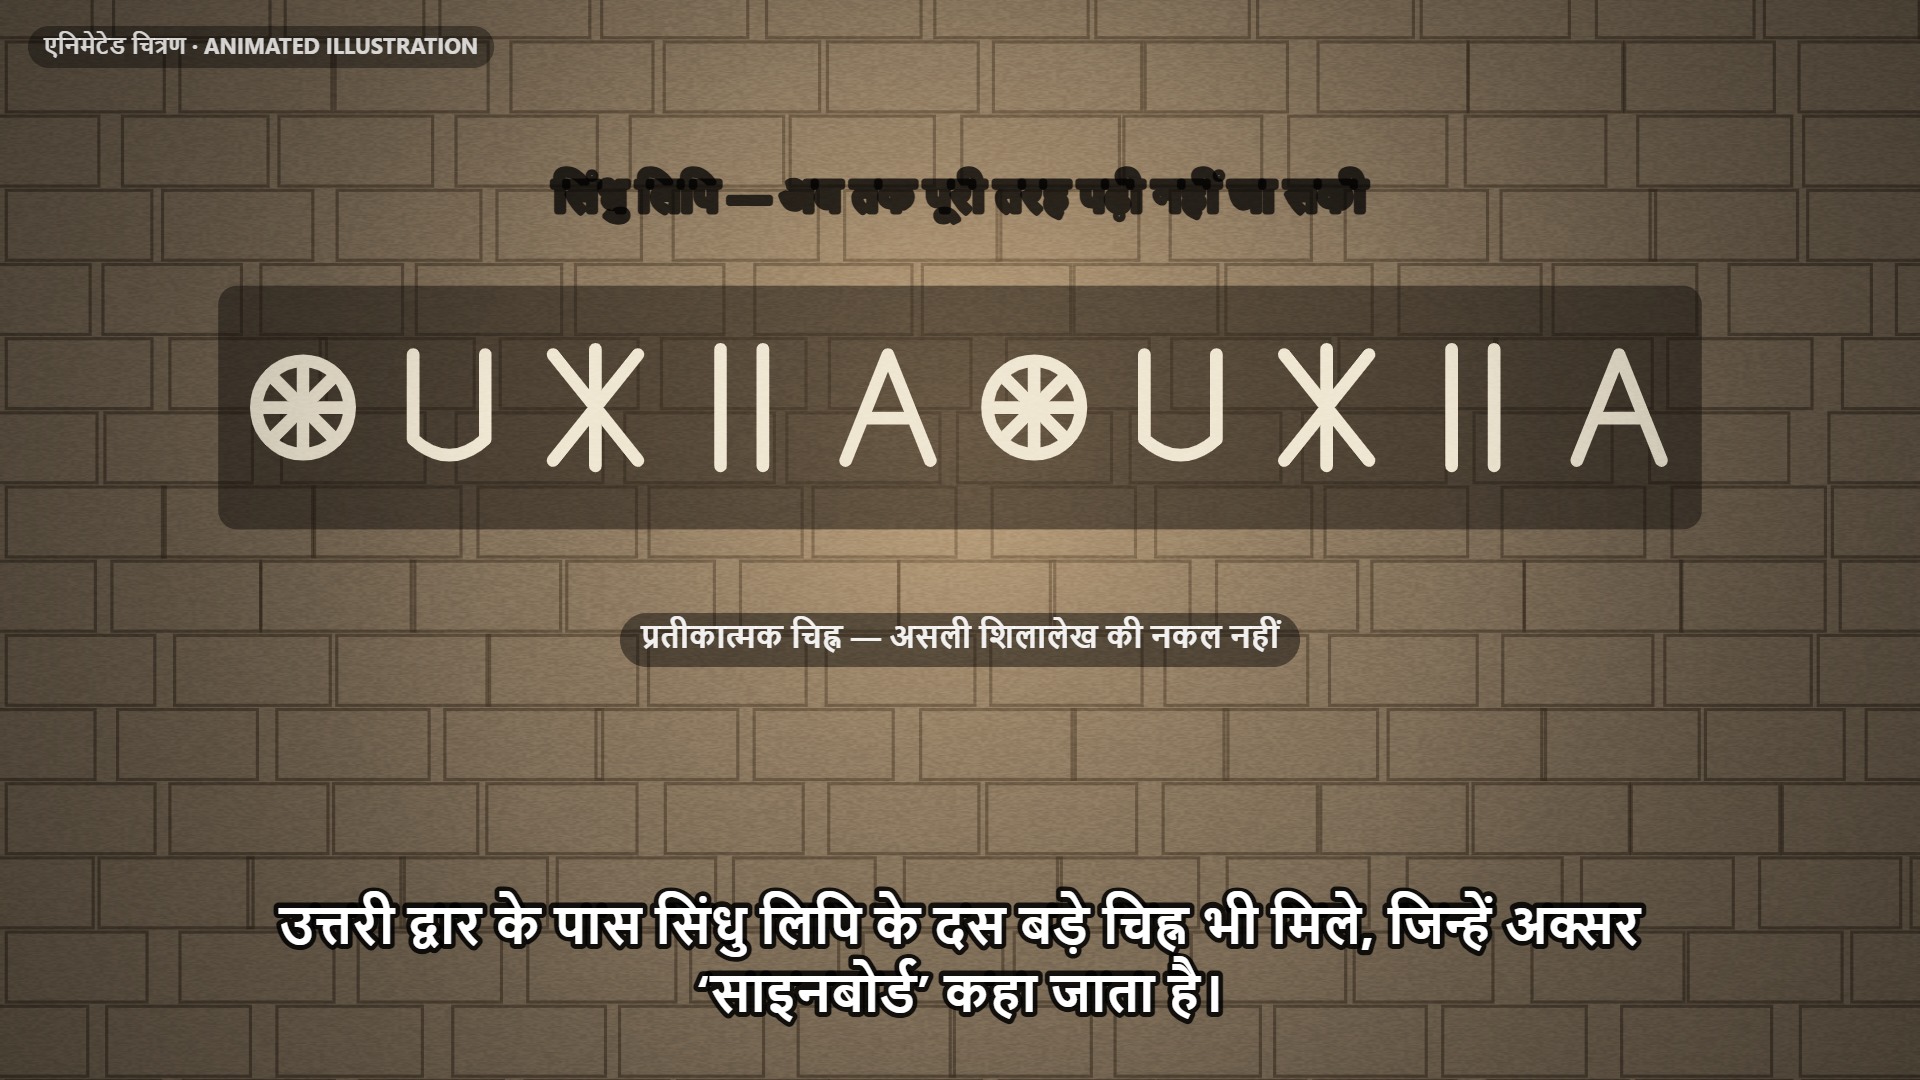 एनिमेटेड चित्रण · ANIMATED ILLUSTRATION
सिंधु लिपि — अब तक पूरी तरह पढ़ी नहीं जा सकी
प्रतीकात्मक चिह्न — असली शिलालेख की नकल नहीं
उत्तरी द्वार के पास सिंधु लिपि के दस बड़े चिह्न भी मिले, जिन्हें अक्सर
‘साइनबोर्ड’ कहा जाता है।